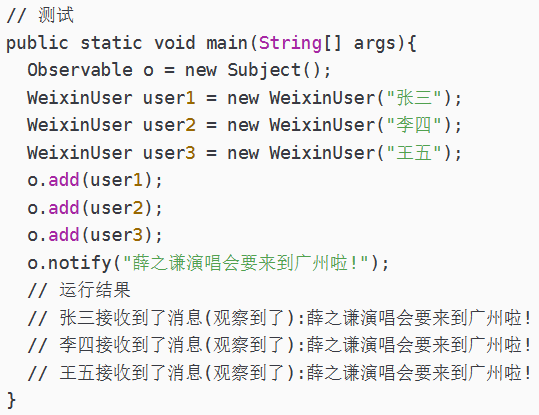 // 测试
public static void main(String[] args){
  Observable o = new Subject();
  WeixinUser user1 = new WeixinUser("张三");
  WeixinUser user2 = new WeixinUser("李四");
  WeixinUser user3 = new WeixinUser("王五");
  o.add(user1);
  o.add(user2);
  o.add(user3);
  o.notify("薛之谦演唱会要来到广州啦!");
  // 运行结果
  // 张三接收到了消息(观察到了):薛之谦演唱会要来到广州啦!
  // 李四接收到了消息(观察到了):薛之谦演唱会要来到广州啦!
  // 王五接收到了消息(观察到了):薛之谦演唱会要来到广州啦!
}